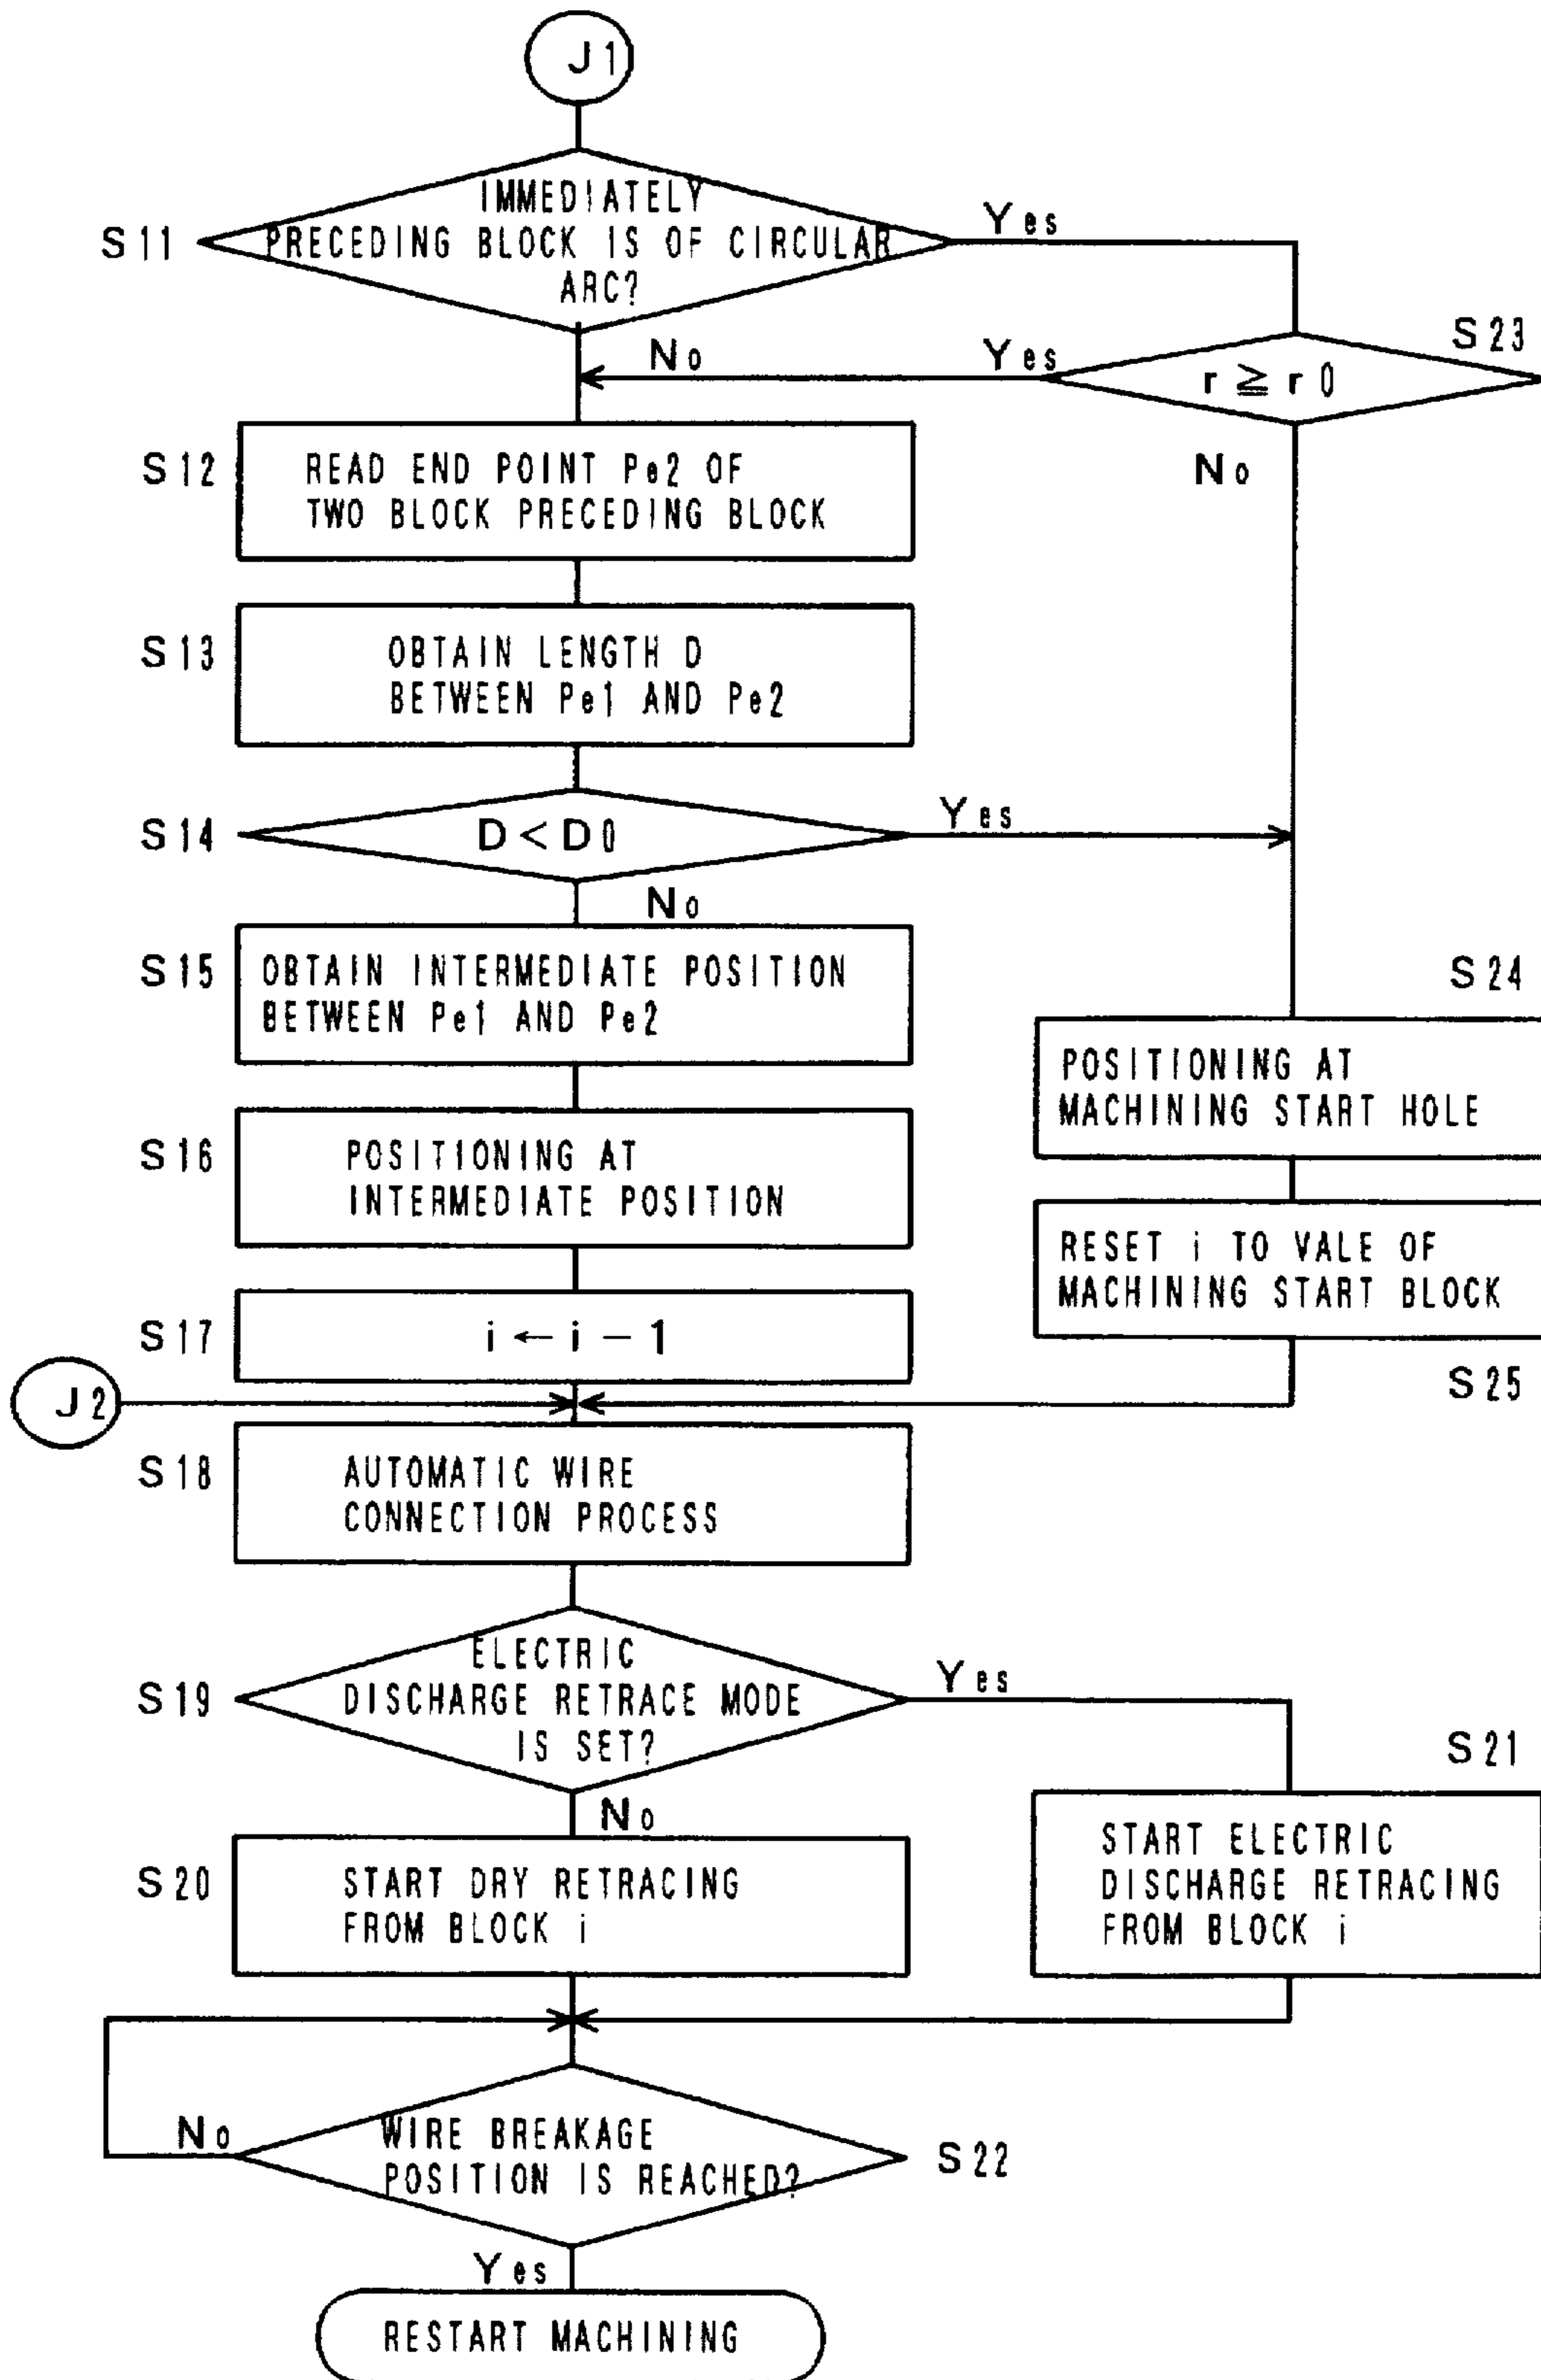 J1
S11
IMMEDIATELY
PRECEDING BLOCK IS OF CIRCULAR
ARC?
Yes
No
Yes
S23
r ≧ r0
No
S12
READ END POINT Pe2 OF
TWO BLOCK PRECEDING BLOCK
S13
OBTAIN LENGTH D
BETWEEN Pe1 AND Pe2
S14
D < D0
Yes
No
S15
OBTAIN INTERMEDIATE POSITION
BETWEEN Pe1 AND Pe2
S24
POSITIONING AT
MACHINING START HOLE
S16
POSITIONING AT
INTERMEDIATE POSITION
RESET i TO VALE OF
MACHINING START BLOCK
S17
i ← i − 1
S25
J2
S18
AUTOMATIC WIRE
CONNECTION PROCESS
S19
ELECTRIC
DISCHARGE RETRACE MODE
IS SET?
Yes
No
S21
START ELECTRIC
DISCHARGE RETRACING
FROM BLOCK i
S20
START DRY RETRACING
FROM BLOCK i
No
WIRE BREAKAGE
POSITION IS REACHED?
S22
Yes
RESTART MACHINING